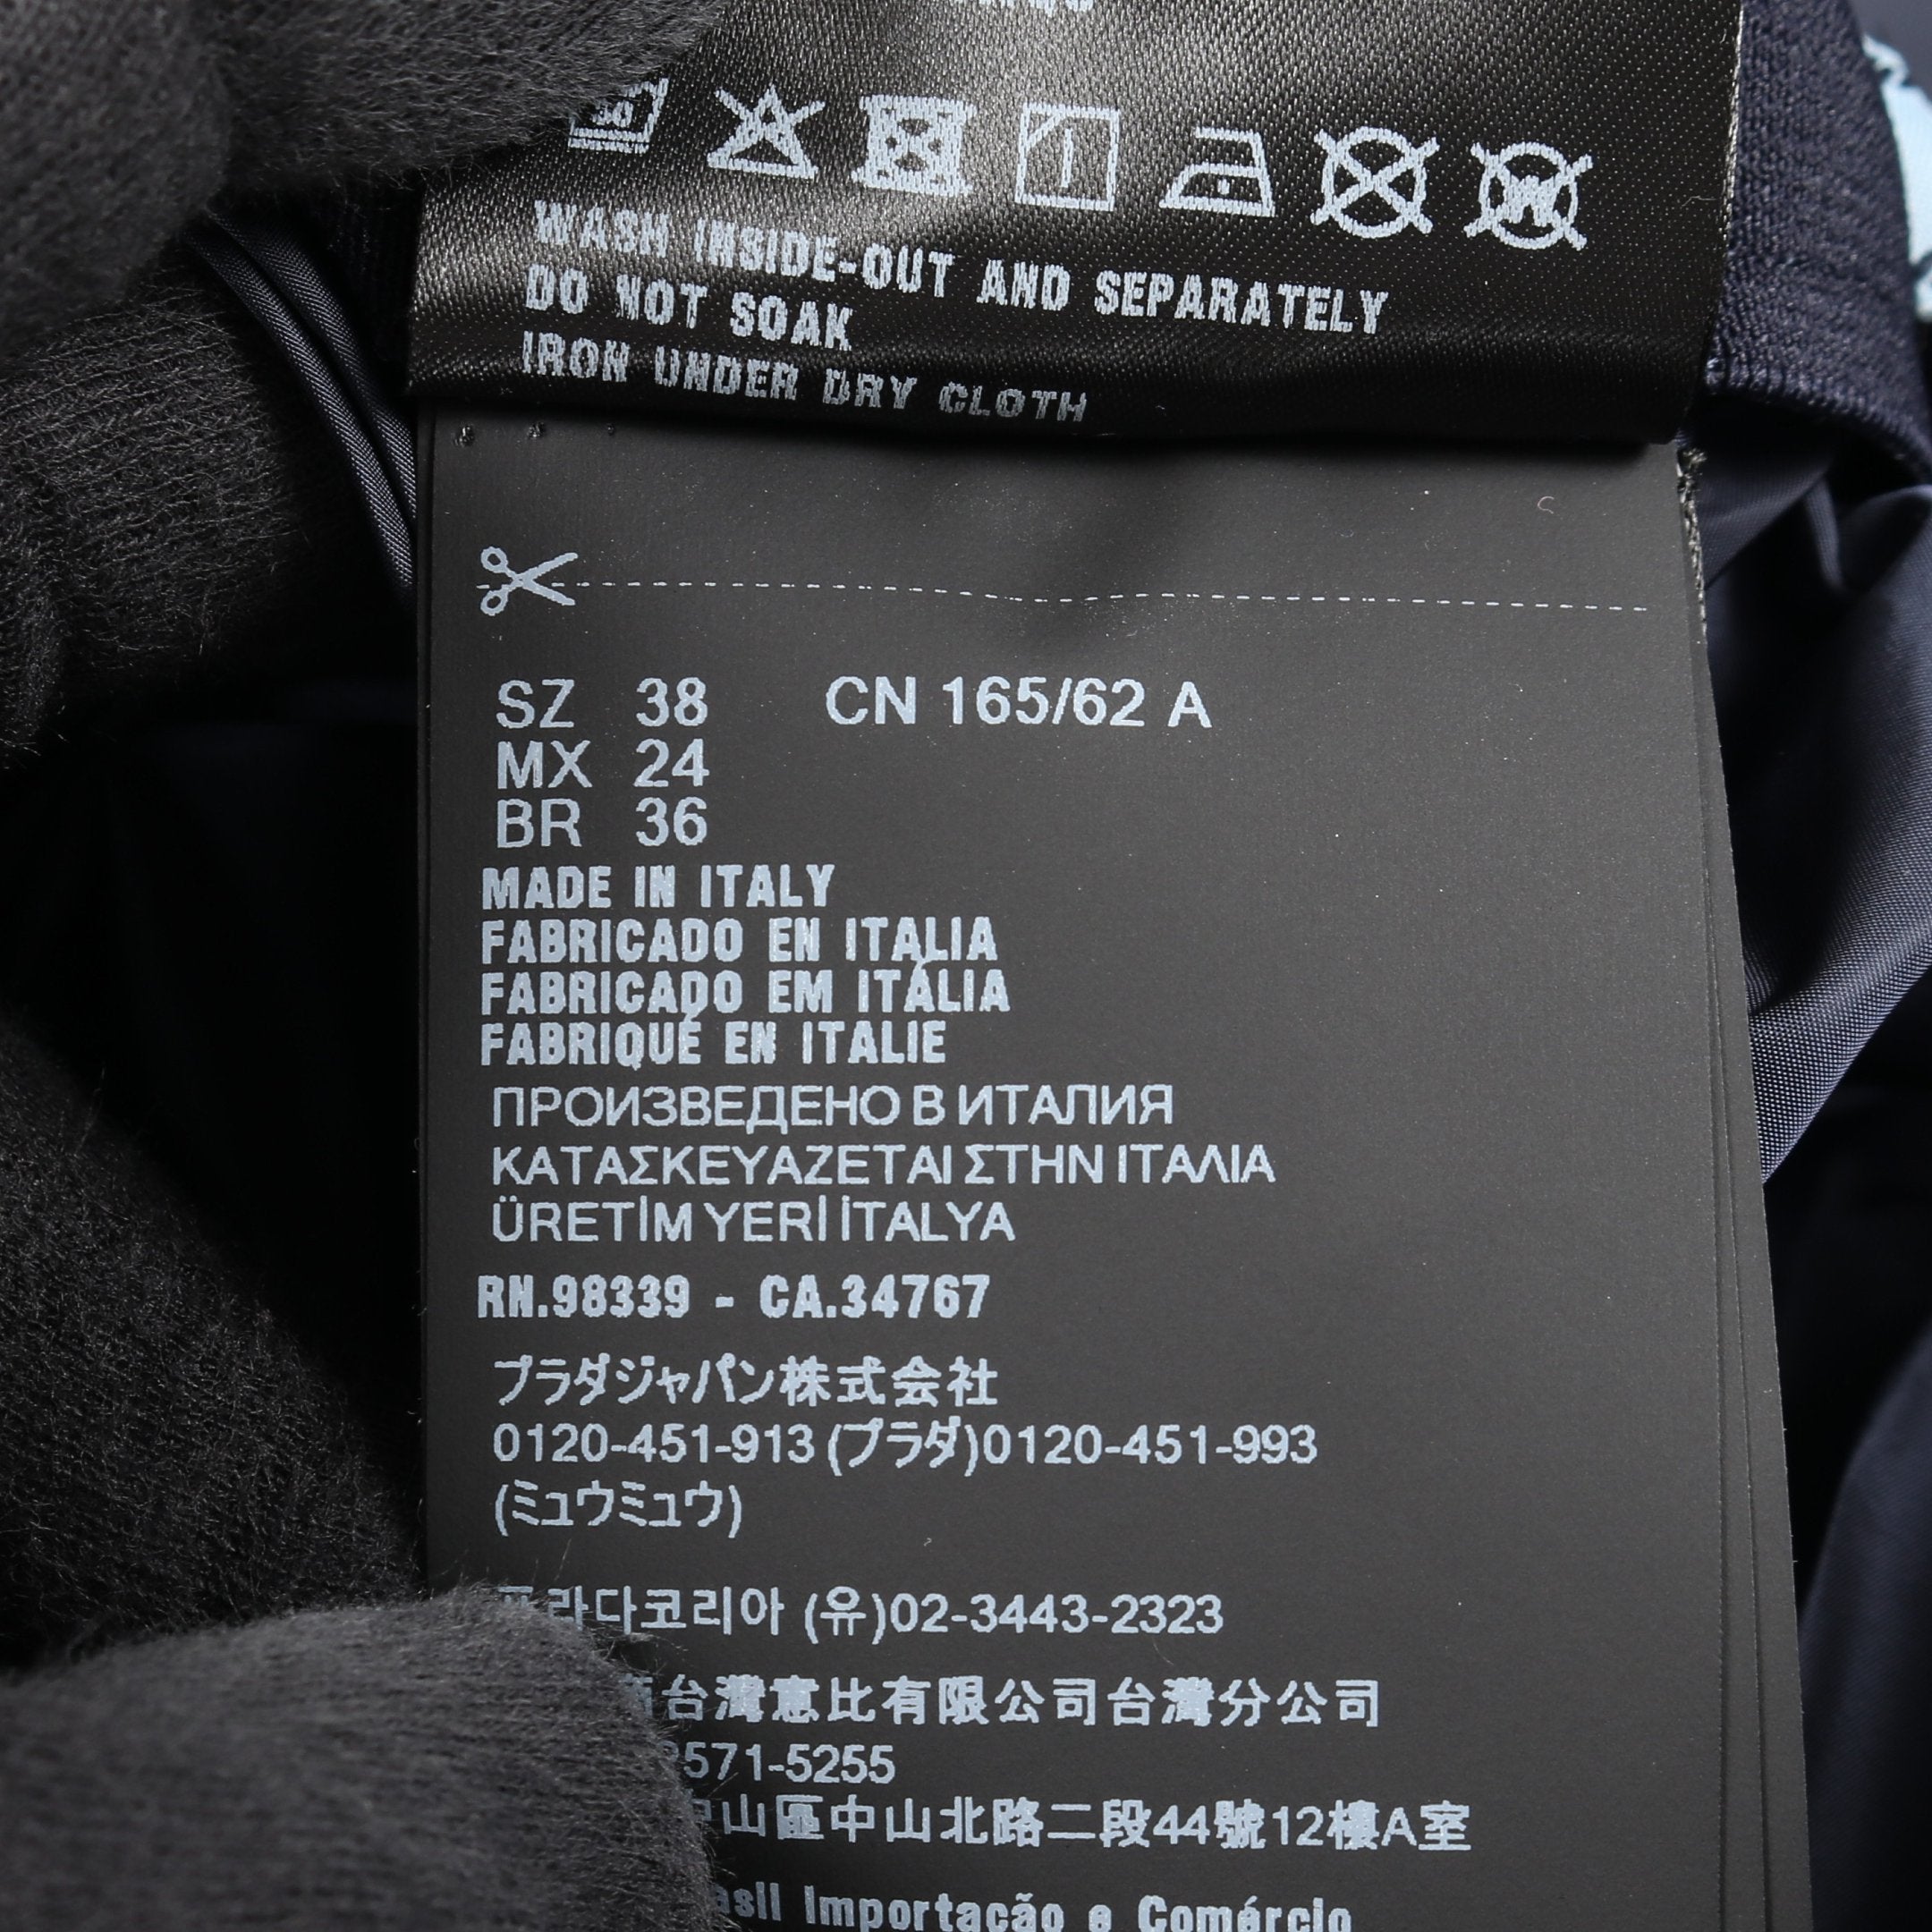 WASH INSIDE-OUT AND SEPARATELY
DO NOT SOAK
IRON UNDER DRY CLOTH
SZ 38 CN 165/62 A
MX 24
BR 36
MADE IN ITALY
FABRICADO EN ITALIA
FABRICADO EM ITÁLIA
FABRIQUÉ EN ITALIE
ПРОИЗВЕДЕНО В ИТАЛИЯ
ΚΑΤΑΣΚΕΥΑΖΕΤΑΙ ΣΤΗΝ ΙΤΑΛΙΑ
ÜRETİM YERİ İTALYA
RN.98339 - CA.34767
プラダジャパン株式会社
0120-451-913 (プラダ)0120-451-993
(ミュウミュウ)
프라다코리아 (유)02-3443-2323
台灣意比有限公司台灣分公司
571-5255
中山區中山北路二段44號12樓A室
Importação e Comércio